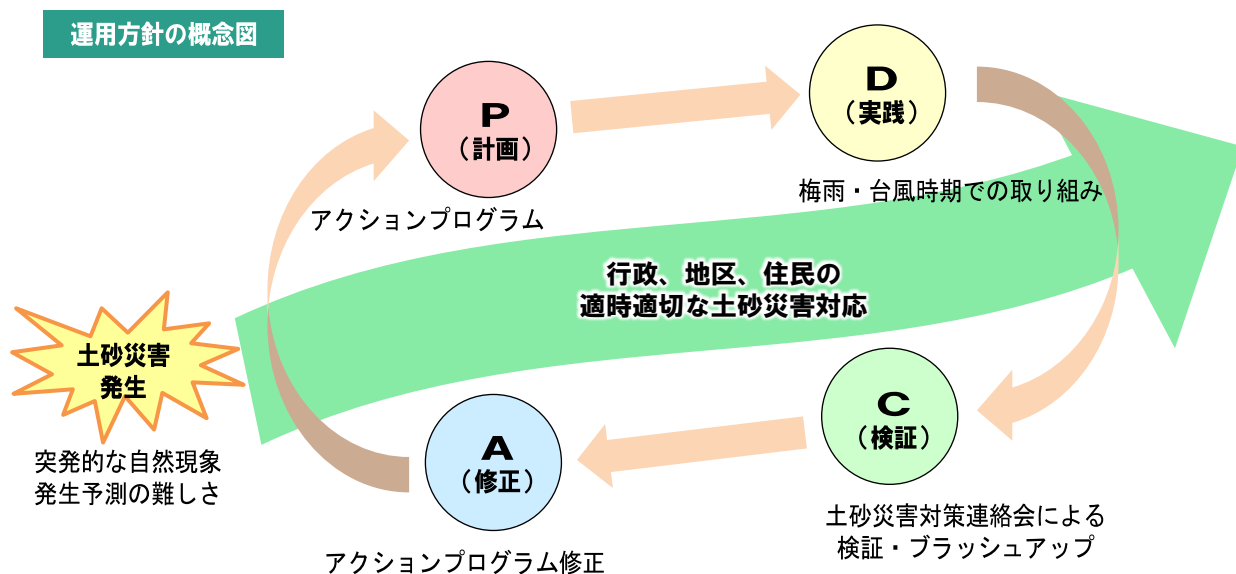 運用方針の概念図
P
（計画）
アクションプログラム
D
（実践）
梅雨・台風時期での取り組み
行政、地区、住民の
適時適切な土砂災害対応
土砂災害
発生
突発的な自然現象
発生予測の難しさ
C
（検証）
土砂災害対策連絡会による
検証・ブラッシュアップ
A
（修正）
アクションプログラム修正